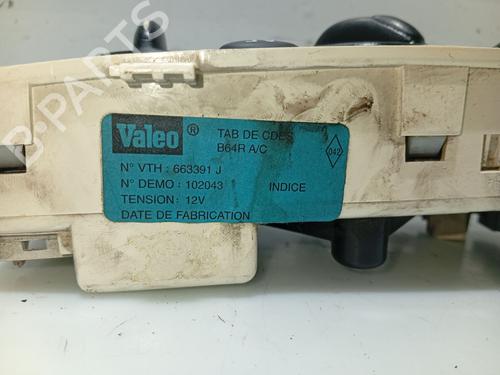 Valeo ®
TAB DE CDES
B64R A/C
042
N° VTH : 663391 J
N° DEMO : 102043
INDICE
TENSION : 12V
DATE DE FABRICATION
B-PARTS